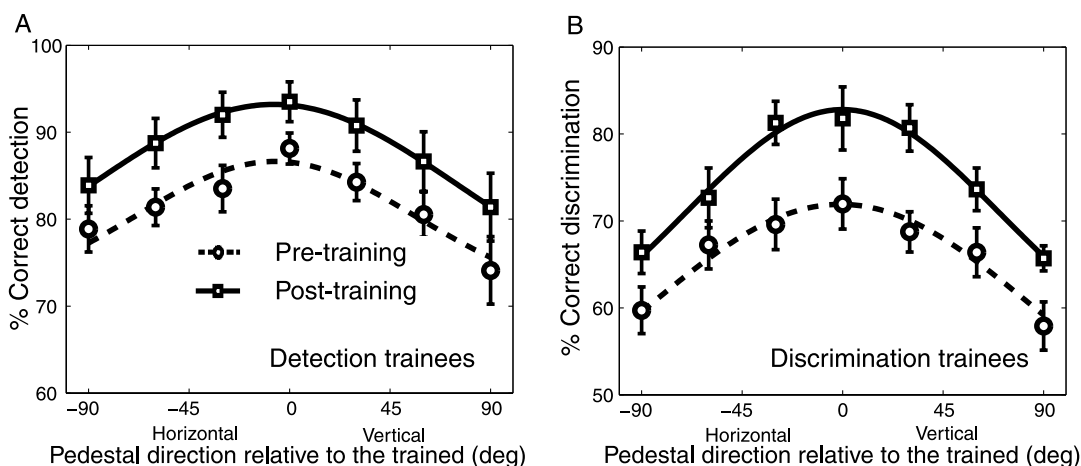 A
% Correct detection
100
90
80
70
60
Pre-training
Post-training
Detection trainees
−90 −45 0 45 90
Horizontal Vertical
Pedestal direction relative to the trained (deg)
B
% Correct discrimination
90
80
70
60
50
Discrimination trainees
−90 −45 0 45 90
Horizontal Vertical
Pedestal direction relative to the trained (deg)